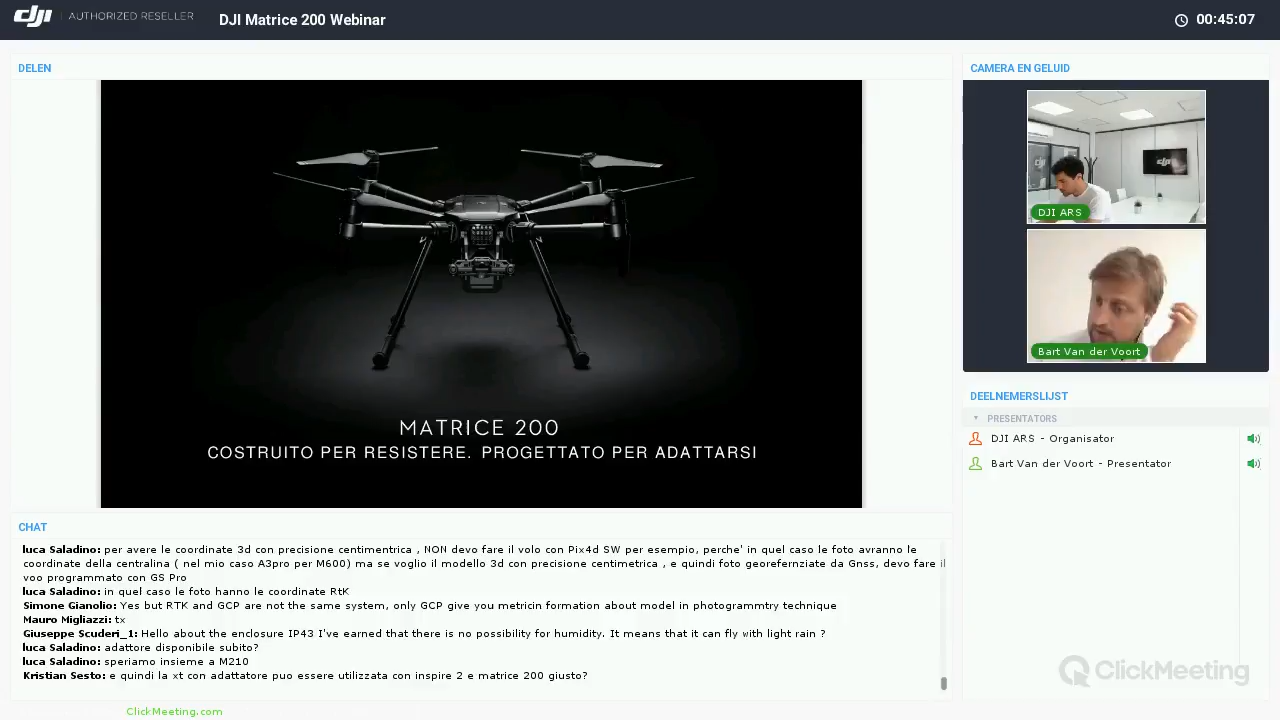 dji AUTHORIZED RESELLER DJI Matrice 200 Webinar 00:45:07
DELEN
MATRICE 200
COSTRUITO PER RESISTERE. PROGETTATO PER ADATTARSI
CAMERA EN GELUID
dji
dji
DJI ARS
Bart Van der Voort
DEELNEMERSLIJST
PRESENTATORS
DJI ARS - Organisator
Bart Van der Voort - Presentator
CHAT
luca Saladino: per avere le coordinate 3d con precisione centimentrica , NON devo fare il volo con Pix4d SW per esempio, perche' in quel caso le foto avranno le
coordinate della centralina ( nel mio caso A3pro per M600) ma se voglio il modello 3d con precisione centimetrica , e quindi foto georefernziate da Gnss, devo fare il
voo programmato con GS Pro
luca Saladino: in quel caso le foto hanno le coordinate RtK
Simone Gianolio: Yes but RTK and GCP are not the same system, only GCP give you metricin formation about model in photogrammtry technique
Mauro Migliazzi: tx
Giuseppe Scuderi_1: Hello about the enclosure IP43 I've earned that there is no possibility for humidity. It means that it can fly with light rain ?
luca Saladino: adattore disponibile subito?
luca Saladino: speriamo insieme a M210
Kristian Sesto: e quindi la xt con adattatore puo essere utilizzata con inspire 2 e matrice 200 giusto?
ClickMeeting
ClickMeeting.com